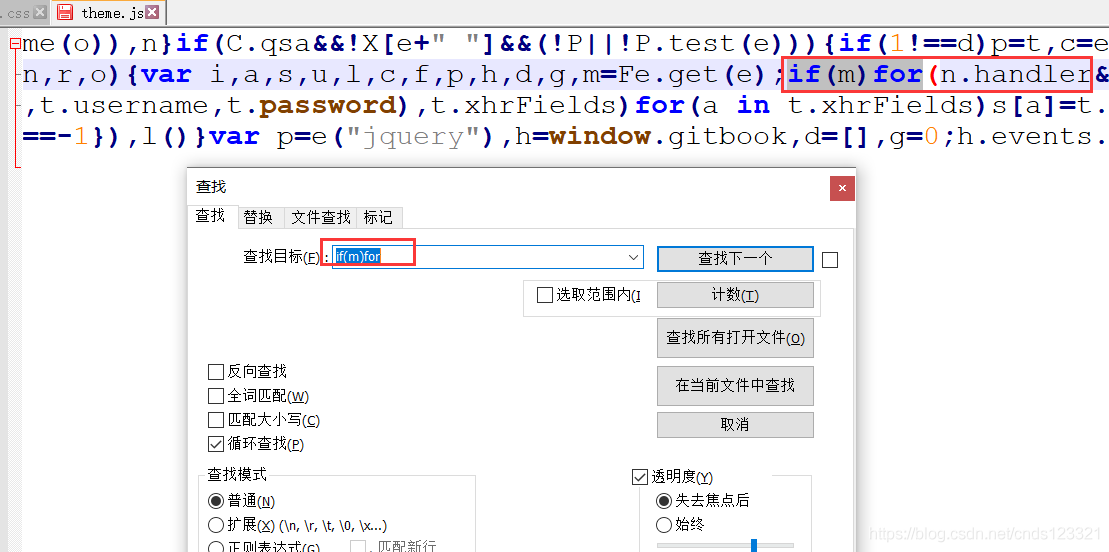 .css theme.js
me(o)),n}if(C.qsa&&!X[e+" "]&&(!P||!P.test(e))){if(1!==d)p=t,c=e
n,r,o){var i,a,s,u,l,c,f,p,h,d,g,m=Fe.get(e);if(m)for(n.handler&
,t.username,t.password),t.xhrFields)for(a in t.xhrFields)s[a]=t.
==-1}),l()}var p=e("jquery"),h=window.gitbook,d=[],g=0;h.events.
查找
查找 替换 文件查找 标记
查找目标(F): if(m)for 查找下一个
选取范围内(I 计数(T)
查找所有打开文件(O)
反向查找
在当前文件中查找
全词匹配(W)
匹配大小写(C) 取消
循环查找(P)
查找模式 透明度(Y)
普通(N) 失去焦点后
扩展(X) (\n, \r, \t, \0, \x...) 始终
正则表达式(G) . 匹配新行
https://blog.csdn.net/cnds123321